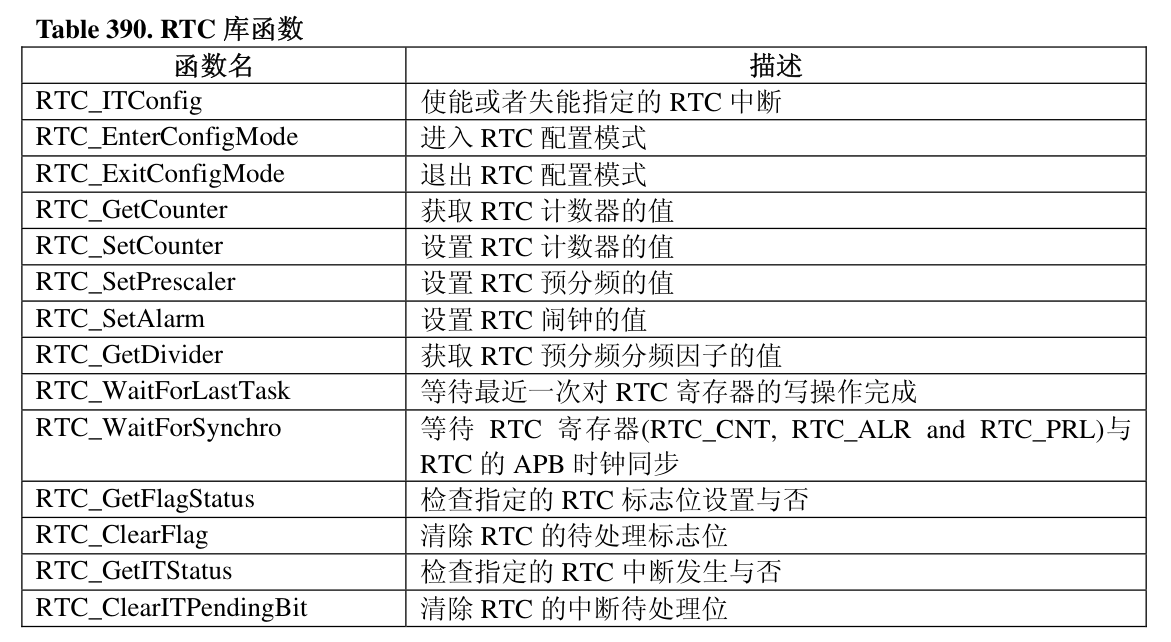 Table 390. RTC 库函数
函数名 描述
RTC_ITConfig 使能或者失能指定的 RTC 中断
RTC_EnterConfigMode 进入 RTC 配置模式
RTC_ExitConfigMode 退出 RTC 配置模式
RTC_GetCounter 获取 RTC 计数器的值
RTC_SetCounter 设置 RTC 计数器的值
RTC_SetPrescaler 设置 RTC 预分频的值
RTC_SetAlarm 设置 RTC 闹钟的值
RTC_GetDivider 获取 RTC 预分频分频因子的值
RTC_WaitForLastTask 等待最近一次对 RTC 寄存器的写操作完成
RTC_WaitForSynchro 等待 RTC 寄存器(RTC_CNT, RTC_ALR and RTC_PRL)与
RTC 的 APB 时钟同步
RTC_GetFlagStatus 检查指定的 RTC 标志位设置与否
RTC_ClearFlag 清除 RTC 的待处理标志位
RTC_GetITStatus 检查指定的 RTC 中断发生与否
RTC_ClearITPendingBit 清除 RTC 的中断待处理位